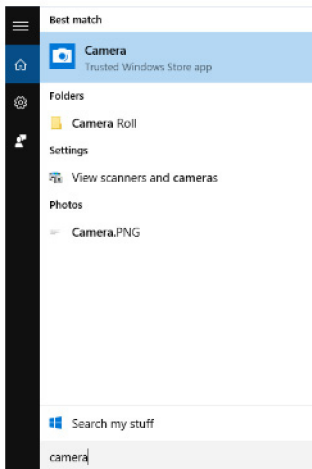 Best match
Camera
Trusted Windows Store app
Folders
Camera Roll
Settings
View scanners and cameras
Photos
Camera.PNG
Search my stuff
camera